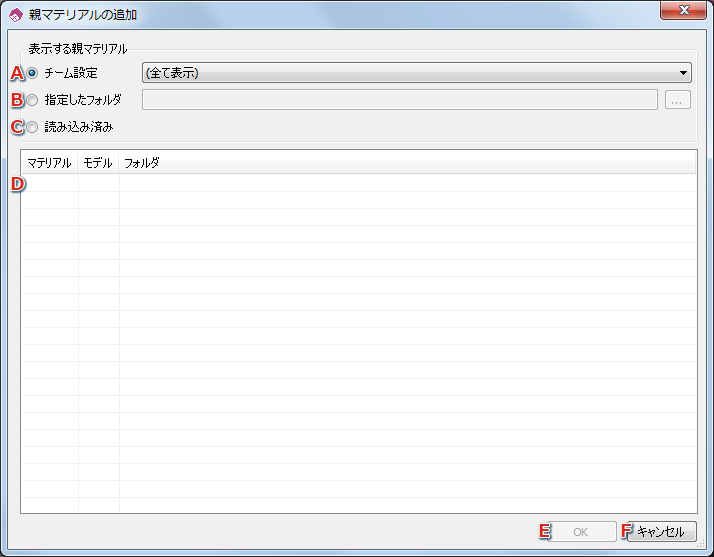 親マテリアルの追加
表示する親マテリアル
A チーム設定 (全て表示)
B 指定したフォルダ ...
C 読み込み済み
マテリアル モデル フォルダ
D
E OK F キャンセル